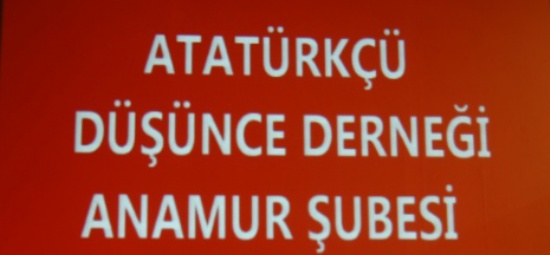 ATATÜRKÇÜ
DÜŞÜNCE DERNEĞİ
ANAMUR ŞUBESİ